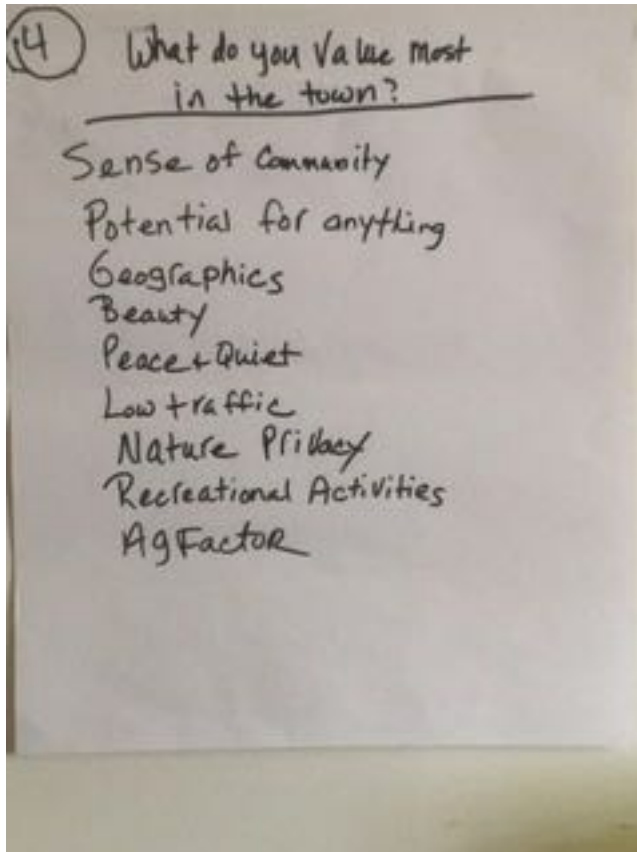 14
What do you Value most
in the town?
Sense of Community
Potential for anything
Geographics
Beauty
Peace + Quiet
Low traffic
Nature Privacy
Recreational Activities
Ag Factor